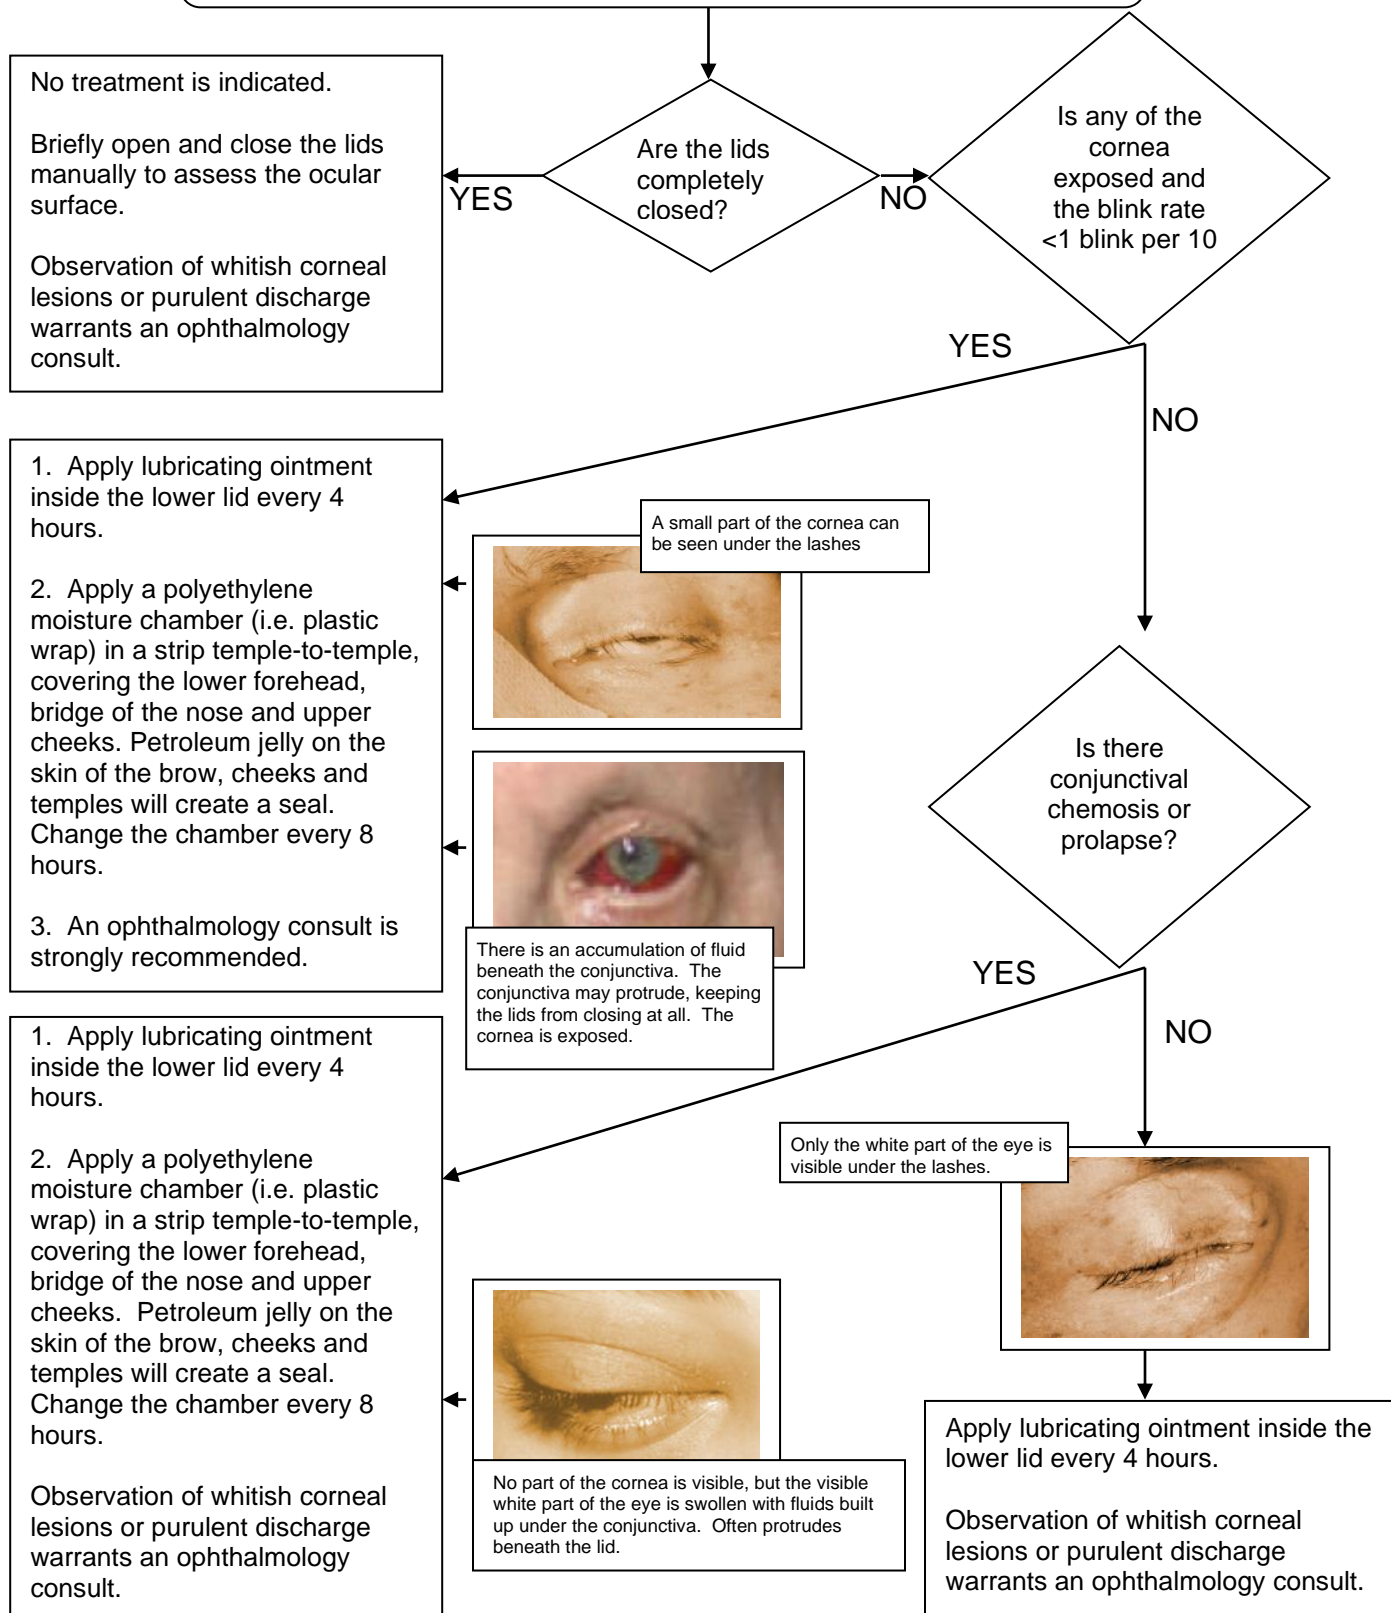 No treatment is indicated.
Briefly open and close the lids
manually to assess the ocular
surface.
Observation of whitish corneal
lesions or purulent discharge
warrants an ophthalmology
consult.
YES
Are the lids
completely
closed?
NO
Is any of the
cornea
exposed and
the blink rate
<1 blink per 10
YES
NO
1. Apply lubricating ointment
inside the lower lid every 4
hours.
2. Apply a polyethylene
moisture chamber (i.e. plastic
wrap) in a strip temple-to-temple,
covering the lower forehead,
bridge of the nose and upper
cheeks. Petroleum jelly on the
skin of the brow, cheeks and
temples will create a seal.
Change the chamber every 8
hours.
3. An ophthalmology consult is
strongly recommended.
A small part of the cornea can
be seen under the lashes
There is an accumulation of fluid
beneath the conjunctiva. The
conjunctiva may protrude, keeping
the lids from closing at all. The
cornea is exposed.
Is there
conjunctival
chemosis or
prolapse?
YES
NO
1. Apply lubricating ointment
inside the lower lid every 4
hours.
2. Apply a polyethylene
moisture chamber (i.e. plastic
wrap) in a strip temple-to-temple,
covering the lower forehead,
bridge of the nose and upper
cheeks. Petroleum jelly on the
skin of the brow, cheeks and
temples will create a seal.
Change the chamber every 8
hours.
Observation of whitish corneal
lesions or purulent discharge
warrants an ophthalmology
consult.
No part of the cornea is visible, but the visible
white part of the eye is swollen with fluids built
up under the conjunctiva. Often protrudes
beneath the lid.
Only the white part of the eye is
visible under the lashes.
Apply lubricating ointment inside the
lower lid every 4 hours.
Observation of whitish corneal
lesions or purulent discharge
warrants an ophthalmology consult.